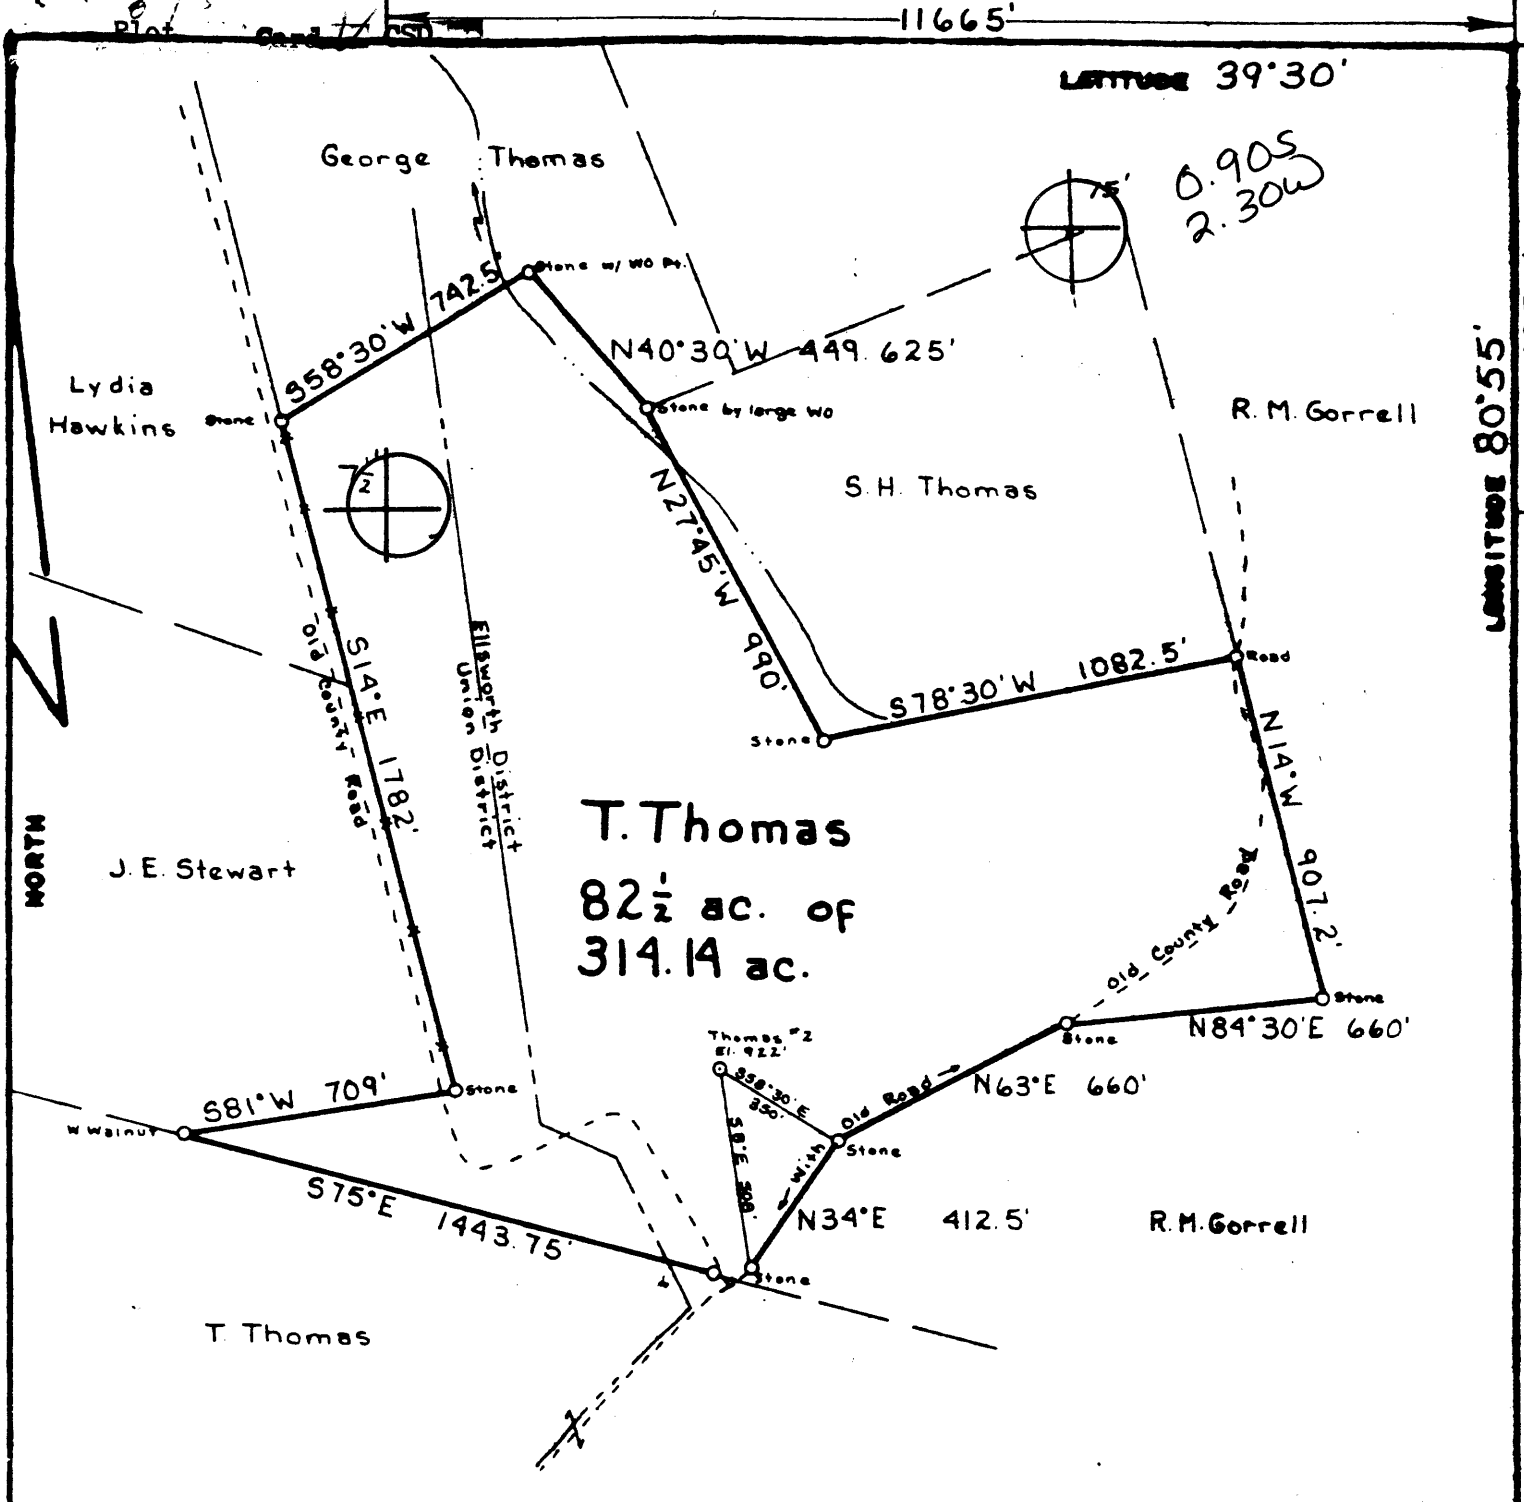 Plot Card
11665'
LATITUDE 39°30'
0.90S
2.30W
George Thomas
75'
Stone w/ WO Pt.
S58°30'W 742.5'
N40°30'W 449.625'
Lydia
Hawkins
Stone
Stone by large WO
R.M. Gorrell
LONGITUDE 80°55'
7½'
S.H. Thomas
N27°45'W 990'
S14°E 1782'
Old County Road
Ellsworth District
Union District
S78°30'W 1082.5'
Road
Stone
N14°W 907.2'
T. Thomas
82½ ac. of
314.14 ac.
NORTH
J.E. Stewart
Old County Road
Stone
N84°30'E 660'
Stone
Thomas #2
El. 922'
S58°30'E
350'
S8°E
With Old Road
N63°E 660'
S81°W 709'
Stone
W Walnut
Stone
S75°E 1443.75'
N34°E 412.5'
R.M. Gorrell
Stone
T. Thomas